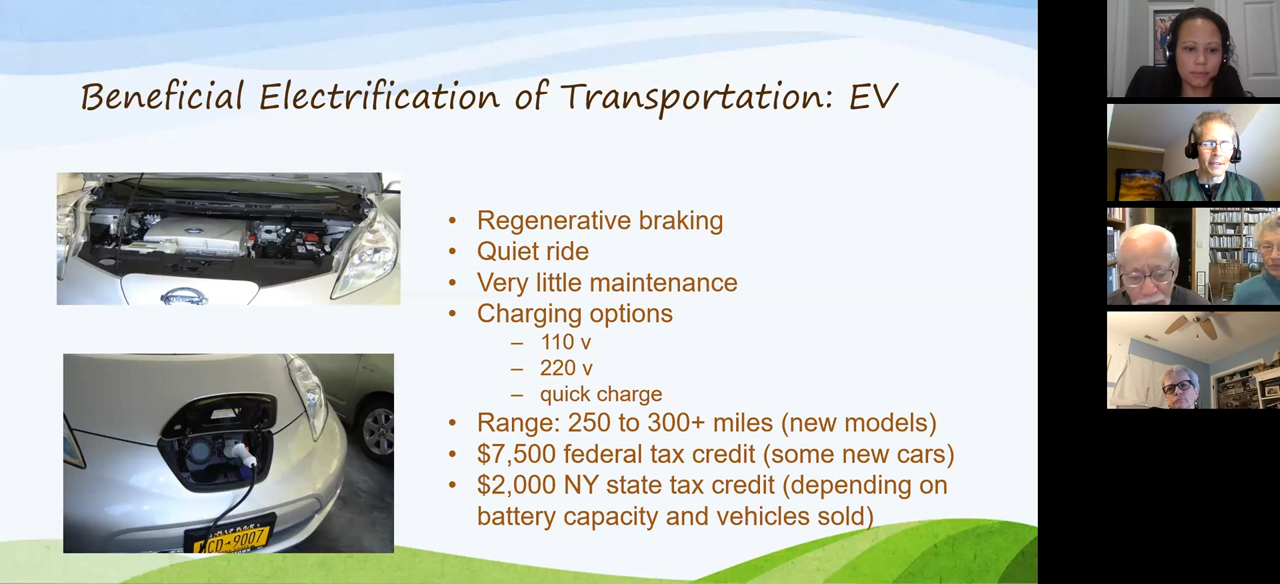 Beneficial Electrification of Transportation: EV
• Regenerative braking
• Quiet ride
• Very little maintenance
• Charging options
– 110 v
– 220 v
– quick charge
• Range: 250 to 300+ miles (new models)
• $7,500 federal tax credit (some new cars)
• $2,000 NY state tax credit (depending on
battery capacity and vehicles sold)